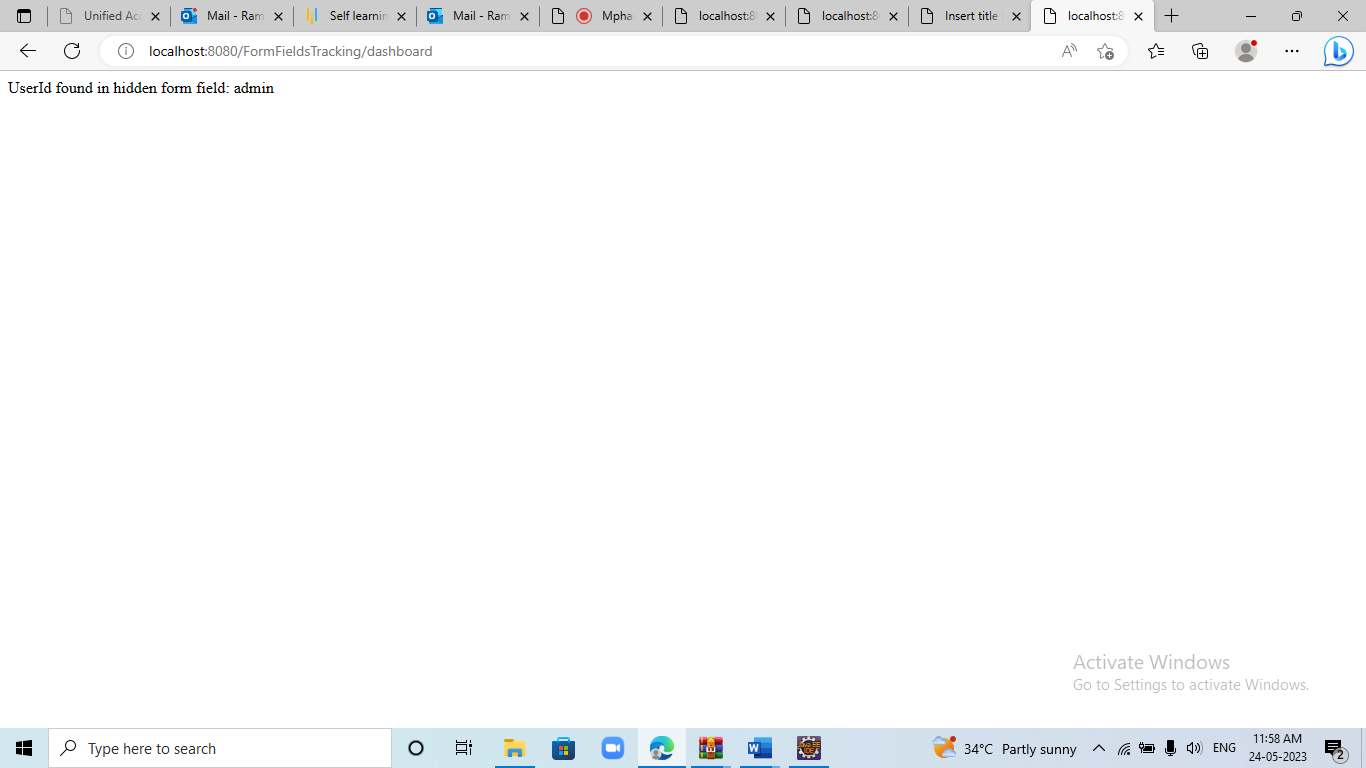 Unified Acc
Mail - Ram
Self learnin
Mail - Ram
Mpha
localhost:8
localhost:8
Insert title
localhost:8
localhost:8080/FormFieldsTracking/dashboard
UserId found in hidden form field: admin
Activate Windows
Go to Settings to activate Windows.
Type here to search
34°C Partly sunny
ENG
11:58 AM
24-05-2023
2